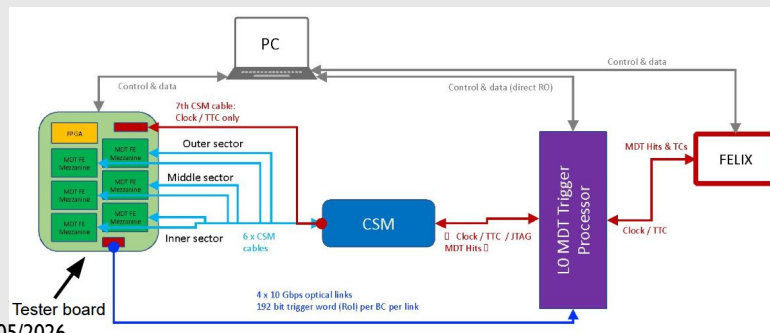 PC
Control & data
Control & data
Control & data (direct RO)
7th CSM cable:
Clock / TTC only
FPGA
MDT FE
Mezzanine
MDT FE
Mezzanine
MDT FE
Mezzanine
MDT FE
Mezzanine
MDT FE
Mezzanine
MDT FE
Mezzanine
Outer sector
Middle sector
Inner sector
6 x CSM
cables
CSM
Clock / TTC / JTAG
MDT Hits
L0 MDT Trigger
Processor
MDT Hits & TCs
FELIX
Clock / TTC
4 x 10 Gbps optical links
192 bit trigger word (RoI) per BC per link
Tester board
05/2026